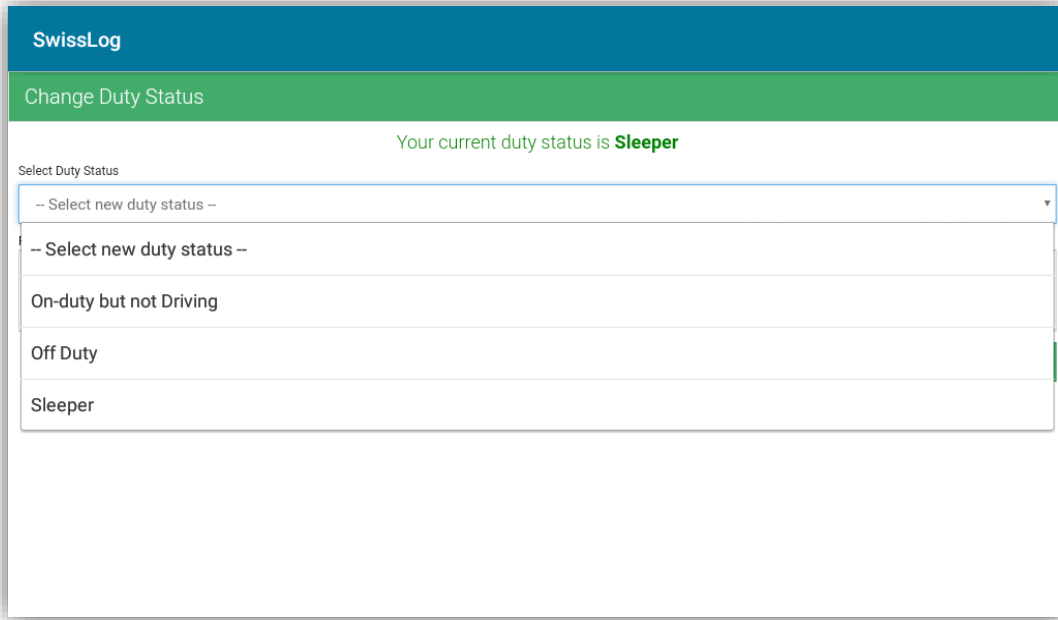 SwissLog
Change Duty Status
Your current duty status is Sleeper
Select Duty Status
-- Select new duty status --
-- Select new duty status --
On-duty but not Driving
Off Duty
Sleeper